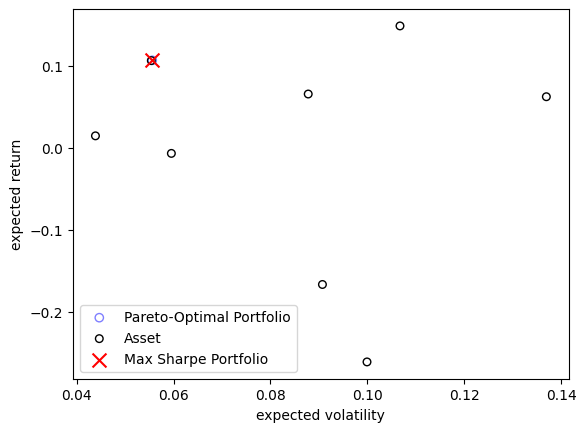 0.1
0.0
−0.1
−0.2
expected return
Pareto-Optimal Portfolio
Asset
Max Sharpe Portfolio
0.04 0.06 0.08 0.10 0.12 0.14
expected volatility